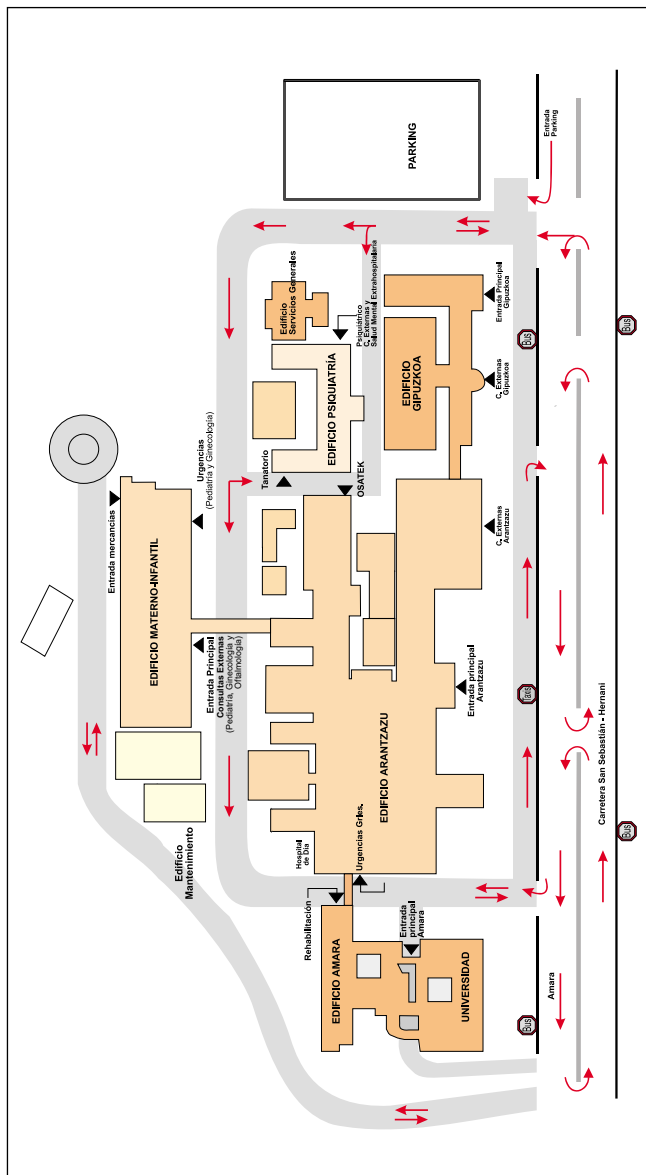 PARKING
Entrada
Parking
Edificio
Servicios Generales
Psiquiátrico
C. Externas y
Salud Mental Extrahospitalaria
Entrada Principal
Gipuzkoa
EDIFICIO
GIPUZKOA
C. Externas
Gipuzkoa
EDIFICIO PSIQUIATRÍA
Tanatorio
OSATEK
Urgencias
(Pediatría y Ginecología)
Entrada mercancias
EDIFICIO MATERNO-INFANTIL
Entrada Principal
Consultas Externas
(Pediatría, Ginecología y
Oftalmología)
C. Externas
Arantzazu
Entrada principal
Arantzazu
EDIFICIO ARANTZAZU
Edificio
Mantenimiento
Hospital
de Dia
Urgencias Grles.
Rehabilitación
Entrada
principal
Amara
EDIFICIO AMARA
UNIVERSIDAD
Amara
Carretera San Sebastián - Hernani
Bus
Bus
Taxis
Bus
Bus